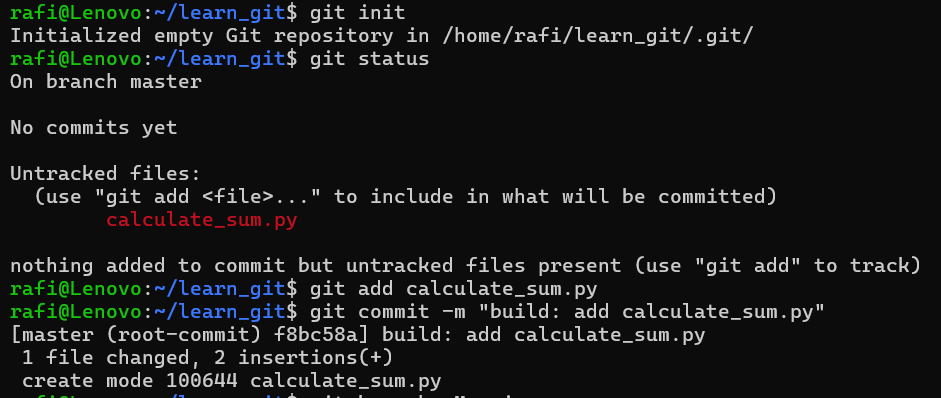 rafi@Lenovo:~/learn_git$ git init
Initialized empty Git repository in /home/rafi/learn_git/.git/
rafi@Lenovo:~/learn_git$ git status
On branch master
No commits yet
Untracked files:
(use "git add <file>..." to include in what will be committed)
calculate_sum.py
nothing added to commit but untracked files present (use "git add" to track)
rafi@Lenovo:~/learn_git$ git add calculate_sum.py
rafi@Lenovo:~/learn_git$ git commit -m "build: add calculate_sum.py"
[master (root-commit) f8bc58a] build: add calculate_sum.py
1 file changed, 2 insertions(+)
create mode 100644 calculate_sum.py
rafi@Lenovo:~/learn_git$